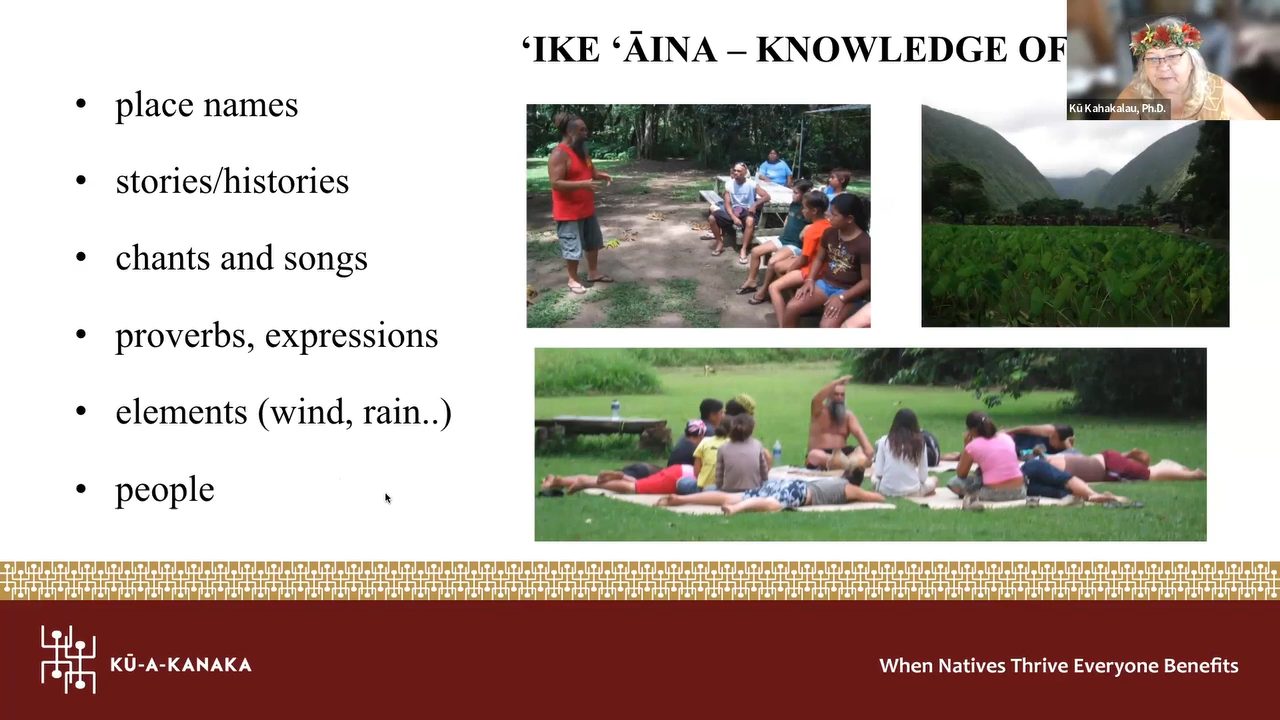 ʻIKE ʻĀINA – KNOWLEDGE OF
Kū Kahakalau, Ph.D.
• place names
• stories/histories
• chants and songs
• proverbs, expressions
• elements (wind, rain..)
• people
KŪ-A-KANAKA
When Natives Thrive Everyone Benefits